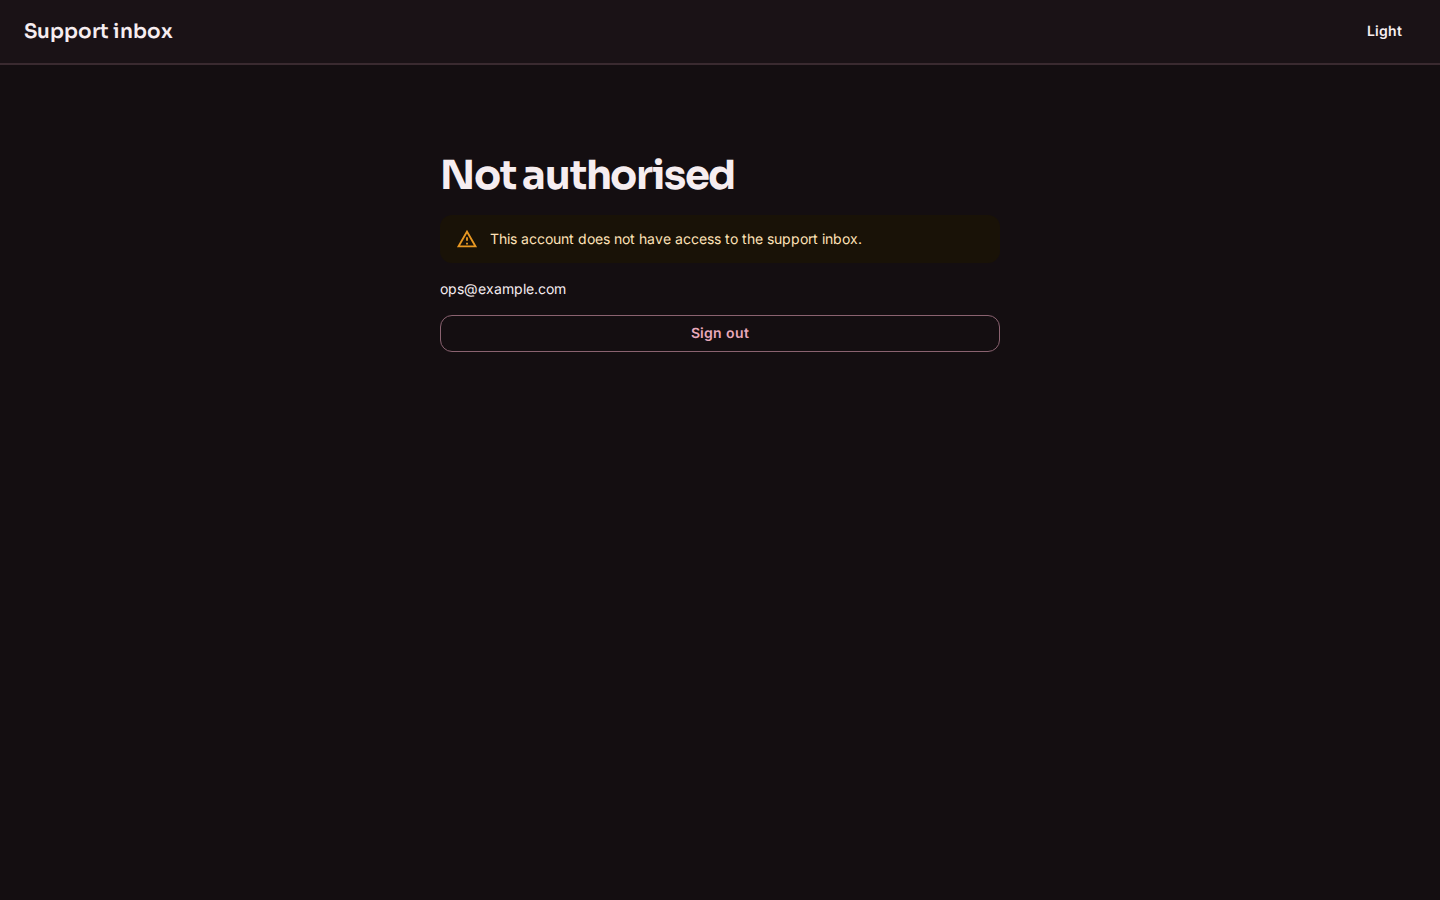 Support inbox
Light
Not authorised
This account does not have access to the support inbox.
ops@example.com
Sign out